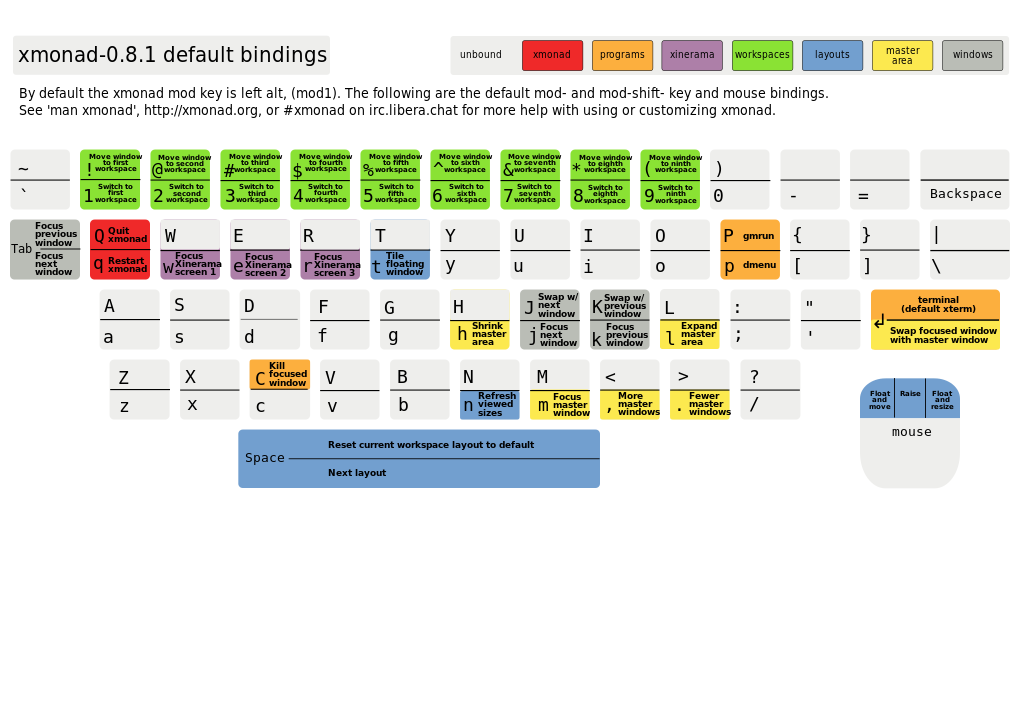 xmonad-0.8.1 default bindings
unbound xmonad programs xinerama workspaces layouts master area windows
By default the xmonad mod key is left alt, (mod1). The following are the default mod- and mod-shift- key and mouse bindings.
See 'man xmonad', http://xmonad.org, or #xmonad on irc.libera.chat for more help with using or customizing xmonad.
~
`
! Move window to first workspace
1 Switch to first workspace
@ Move window to second workspace
2 Switch to second workspace
# Move window to third workspace
3 Switch to third workspace
$ Move window to fourth workspace
4 Switch to fourth workspace
% Move window to fifth workspace
5 Switch to fifth workspace
^ Move window to sixth workspace
6 Switch to sixth workspace
& Move window to seventh workspace
7 Switch to seventh workspace
* Move window to eighth workspace
8 Switch to eighth workspace
( Move window to ninth workspace
9 Switch to ninth workspace
)
0
-
=
Backspace
Tab
Focus previous window
Focus next window
Q Quit xmonad
q Restart xmonad
W
w Focus Xinerama screen 1
E
e Focus Xinerama screen 2
R
r Focus Xinerama screen 3
T
t Tile floating window
Y
y
U
u
I
i
O
o
P gmrun
p dmenu
{
[
}
]
|
\
A
a
S
s
D
d
F
f
G
g
H
h Shrink master area
J Swap w/ next window
j Focus next window
K Swap w/ previous window
k Focus previous window
L
l Expand master area
:
;
"
'
↲
terminal
(default xterm)
Swap focused window
with master window
Z
z
X
x
C Kill focused window
c
V
v
B
b
N
n Refresh viewed sizes
M
m Focus master window
<
, More master windows
>
. Fewer master windows
?
/
Float and move
Raise
Float and resize
mouse
Space
Reset current workspace layout to default
Next layout